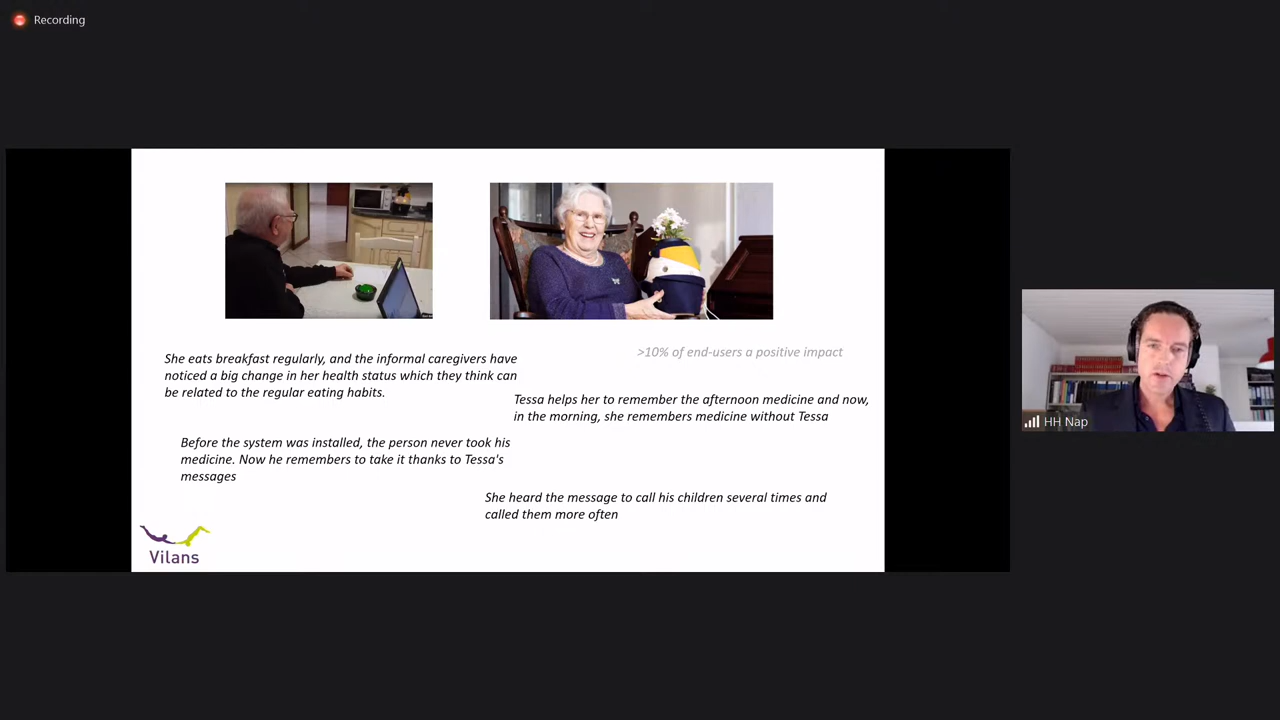 Recording
She eats breakfast regularly, and the informal caregivers have
noticed a big change in her health status which they think can
be related to the regular eating habits.
>10% of end-users a positive impact
Tessa helps her to remember the afternoon medicine and now,
in the morning, she remembers medicine without Tessa
Before the system was installed, the person never took his
medicine. Now he remembers to take it thanks to Tessa's
messages
She heard the message to call his children several times and
called them more often
Vilans
HH Nap